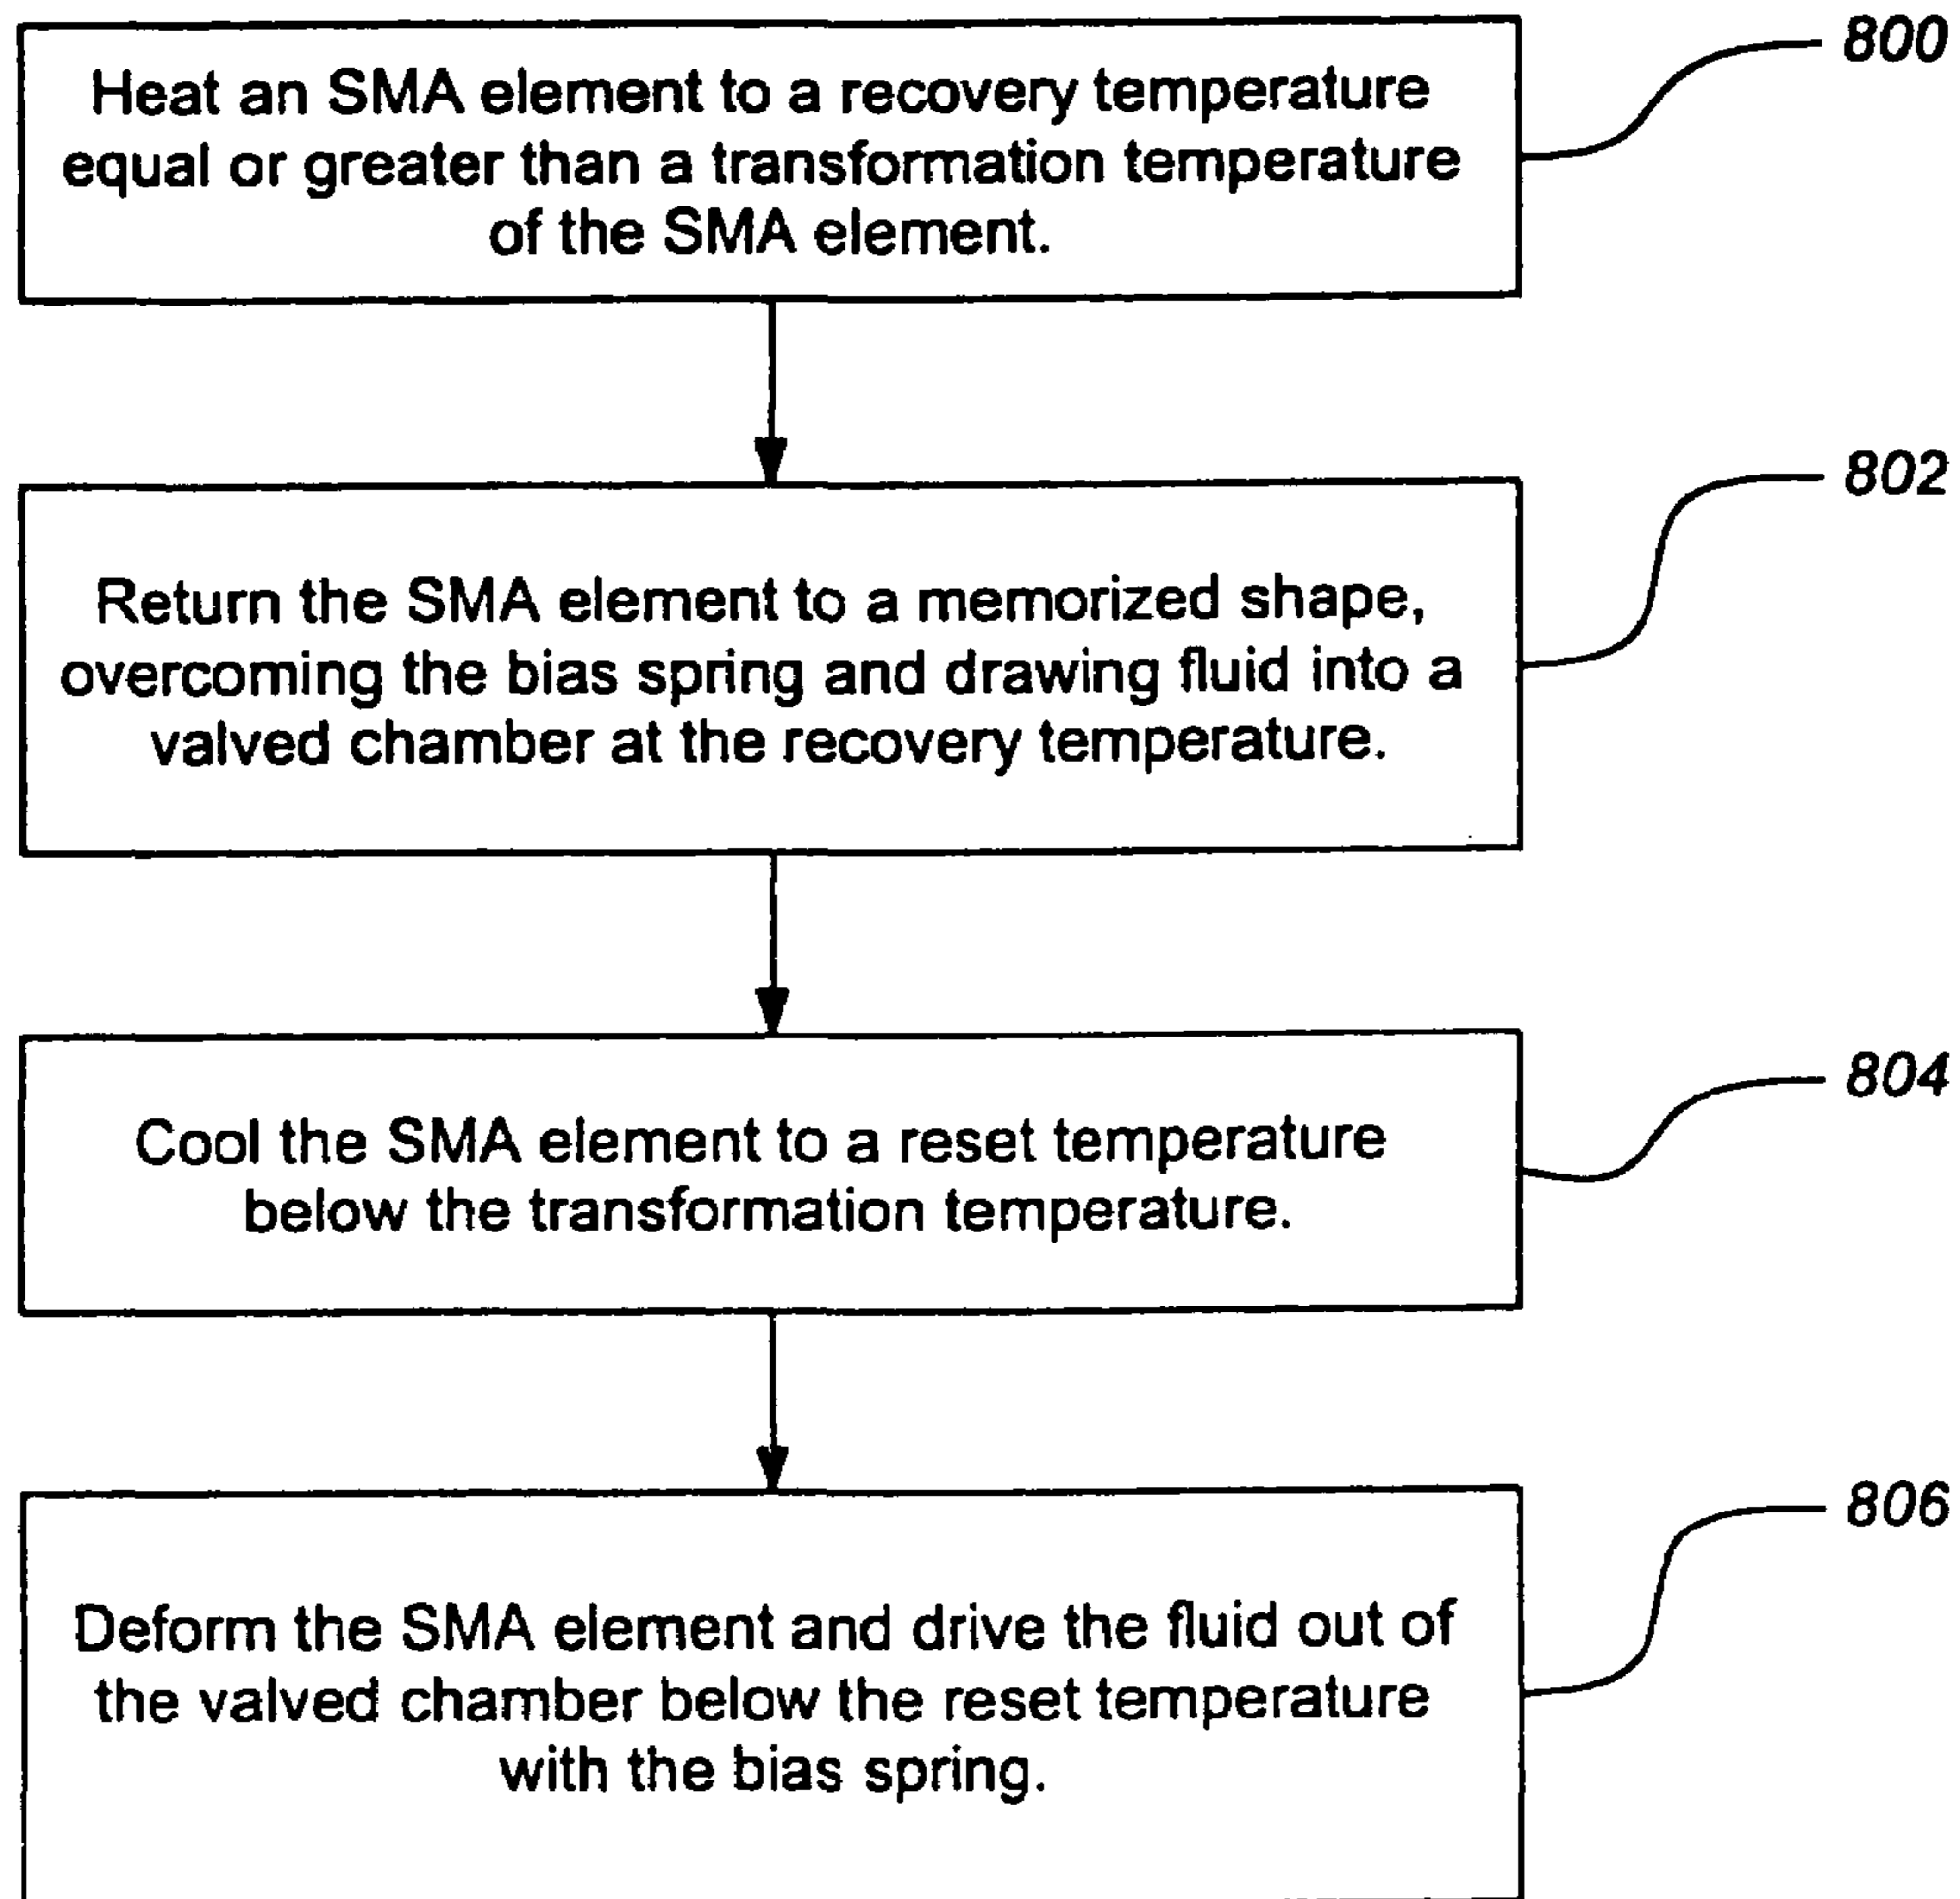 800
Heat an SMA element to a recovery temperature
equal or greater than a transformation temperature
of the SMA element.
802
Return the SMA element to a memorized shape,
overcoming the bias spring and drawing fluid into a
valved chamber at the recovery temperature.
804
Cool the SMA element to a reset temperature
below the transformation temperature.
806
Deform the SMA element and drive the fluid out of
the valved chamber below the reset temperature
with the bias spring.